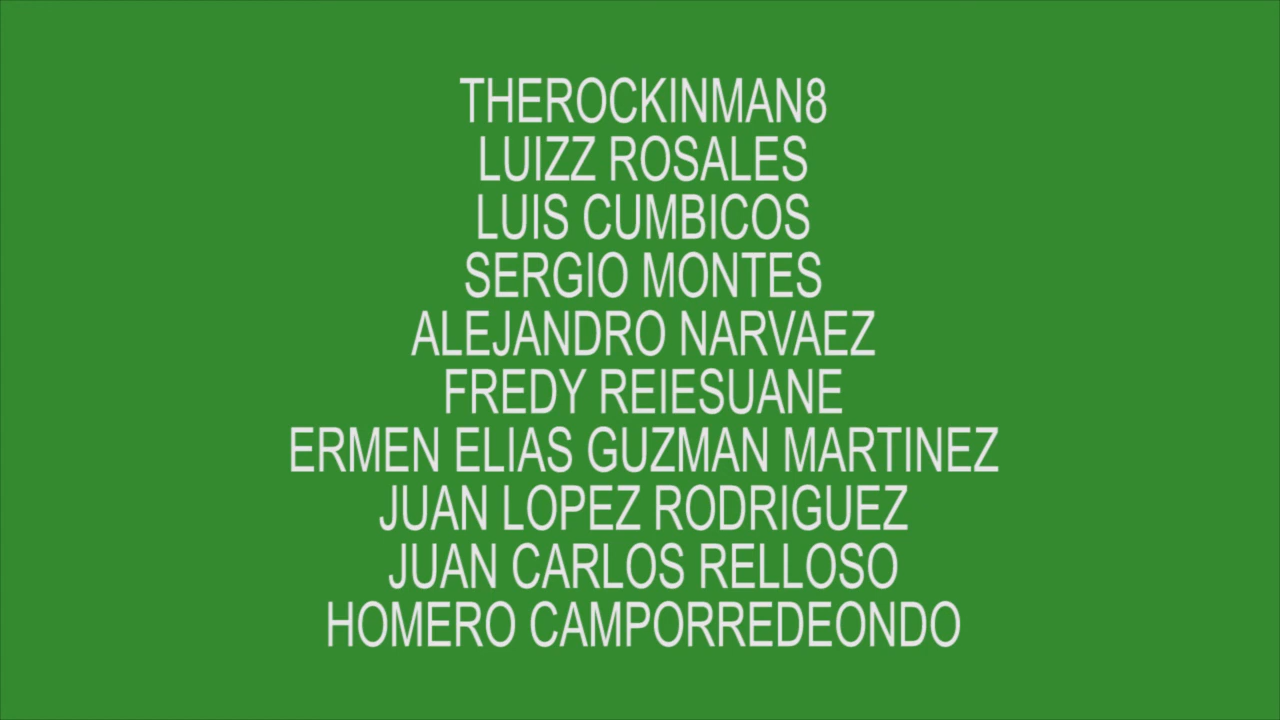 THEROCKINMAN8
LUIZZ ROSALES
LUIS CUMBICOS
SERGIO MONTES
ALEJANDRO NARVAEZ
FREDY REIESUANE
ERMEN ELIAS GUZMAN MARTINEZ
JUAN LOPEZ RODRIGUEZ
JUAN CARLOS RELLOSO
HOMERO CAMPORREDEONDO